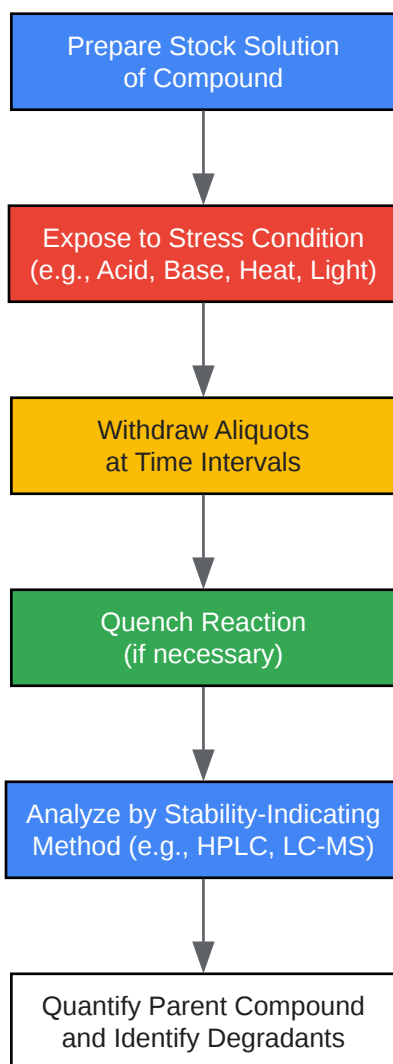 Prepare Stock Solution
of Compound
Expose to Stress Condition
(e.g., Acid, Base, Heat, Light)
Withdraw Aliquots
at Time Intervals
Quench Reaction
(if necessary)
Analyze by Stability-Indicating
Method (e.g., HPLC, LC-MS)
Quantify Parent Compound
and Identify Degradants